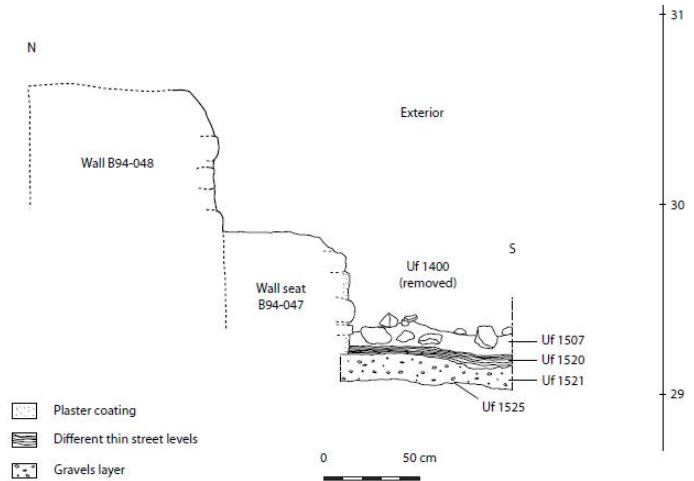 31
N
Exterior
Wall B94-048
30
S
Uf 1400
(removed)
Wall seat
B94-047
Uf 1507
Uf 1520
Uf 1521
29
Uf 1525
Plaster coating
Different thin street levels
Gravels layer
0 50 cm